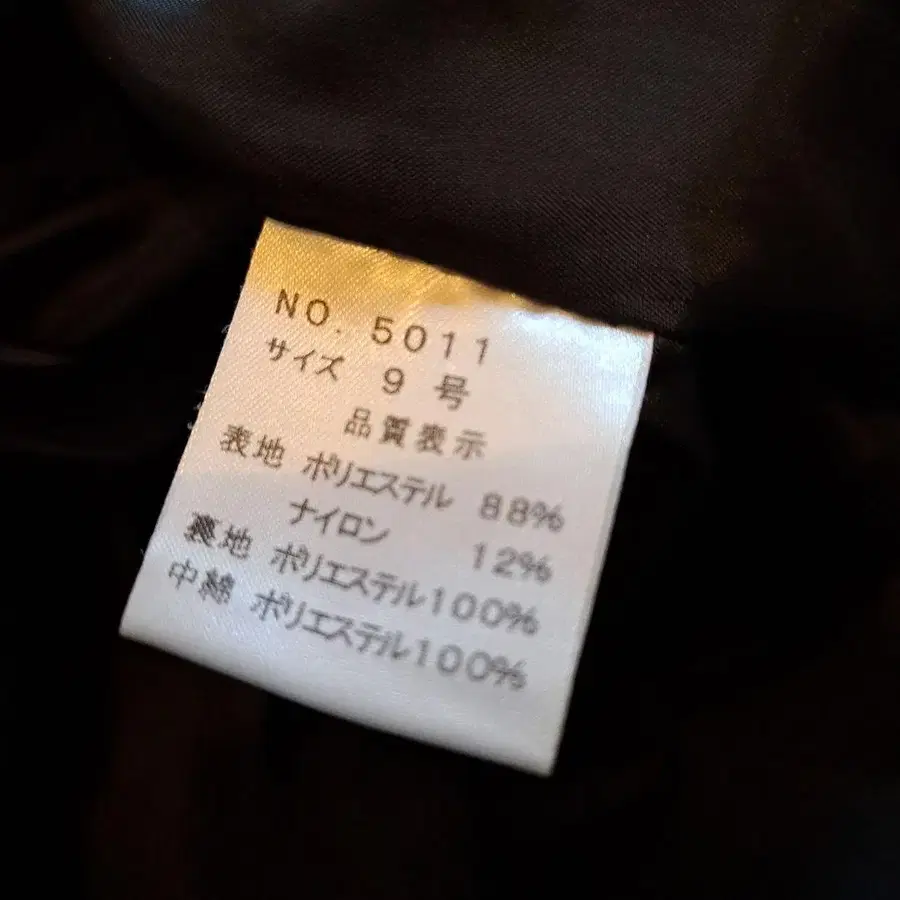 NO. 5011
サイズ 9 号
品質表示
表地 ポリエステル 88%
ナイロン 12%
裏地 ポリエステル100%
中綿 ポリエステル100%